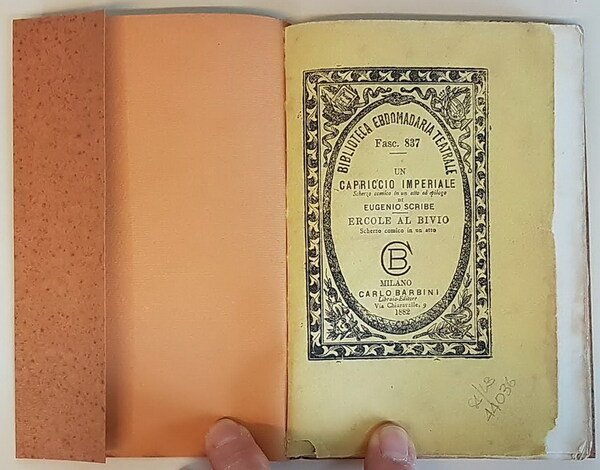 BIBLIOTECA EBDOMADARIA TEATRALE
Fasc. 837
UN
CAPRICCIO IMPERIALE
Scherzo comico in un atto ed epilogo
DI
EUGENIO SCRIBE
ERCOLE AL BIVIO
Scherzo comico in un atto
CB
MILANO
CARLO BARBINI
Libraio-Editore
Via Chiaravalle, 9
1882
44036